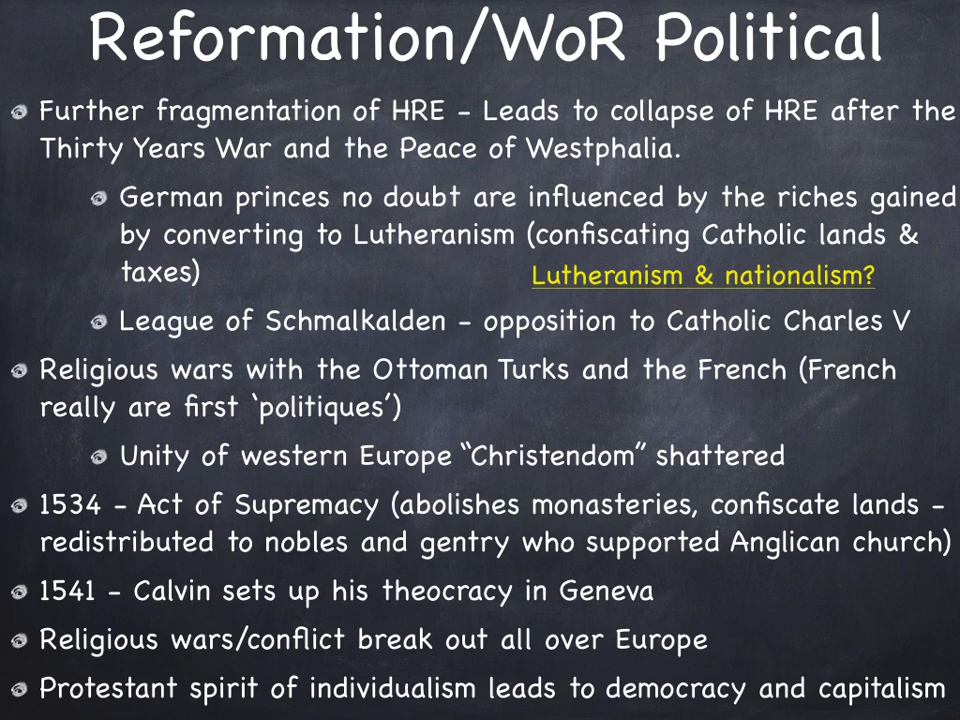 Reformation/WoR Political
Further fragmentation of HRE - Leads to collapse of HRE after the
Thirty Years War and the Peace of Westphalia.
German princes no doubt are influenced by the riches gained
by converting to Lutheranism (confiscating Catholic lands &
taxes)
Lutheranism & nationalism?
League of Schmalkalden - opposition to Catholic Charles V
Religious wars with the Ottoman Turks and the French (French
really are first ‘politiques’)
Unity of western Europe “Christendom” shattered
1534 - Act of Supremacy (abolishes monasteries, confiscate lands -
redistributed to nobles and gentry who supported Anglican church)
1541 - Calvin sets up his theocracy in Geneva
Religious wars/conflict break out all over Europe
Protestant spirit of individualism leads to democracy and capitalism